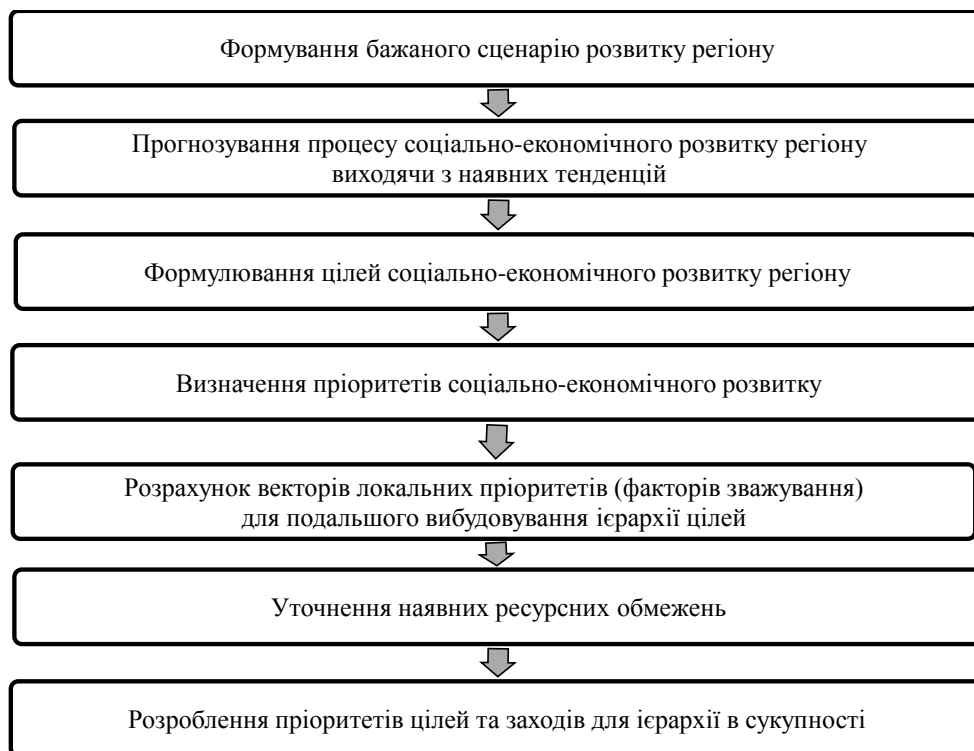 Формування бажаного сценарію розвитку регіону
Прогнозування процесу соціально-економічного розвитку регіону
виходячи з наявних тенденцій
Формулювання цілей соціально-економічного розвитку регіону
Визначення пріоритетів соціально-економічного розвитку
Розрахунок векторів локальних пріоритетів (факторів зважування)
для подальшого вибудовування ієрархії цілей
Уточнення наявних ресурсних обмежень
Розроблення пріоритетів цілей та заходів для ієрархії в сукупності